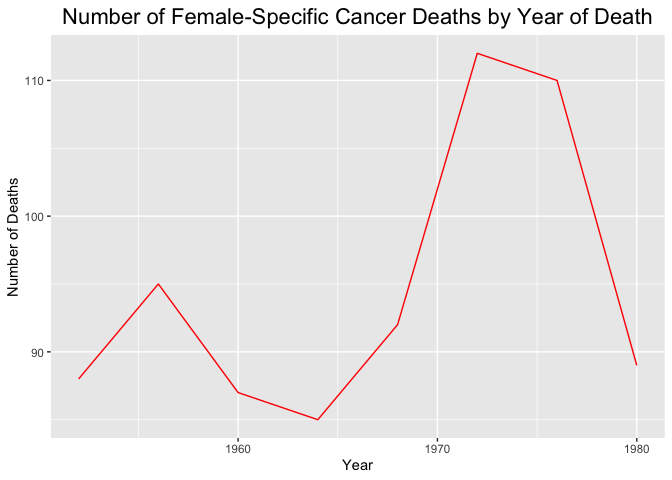 Number of Female-Specific Cancer Deaths by Year of Death
110
100
90
Number of Deaths
1960
1970
1980
Year